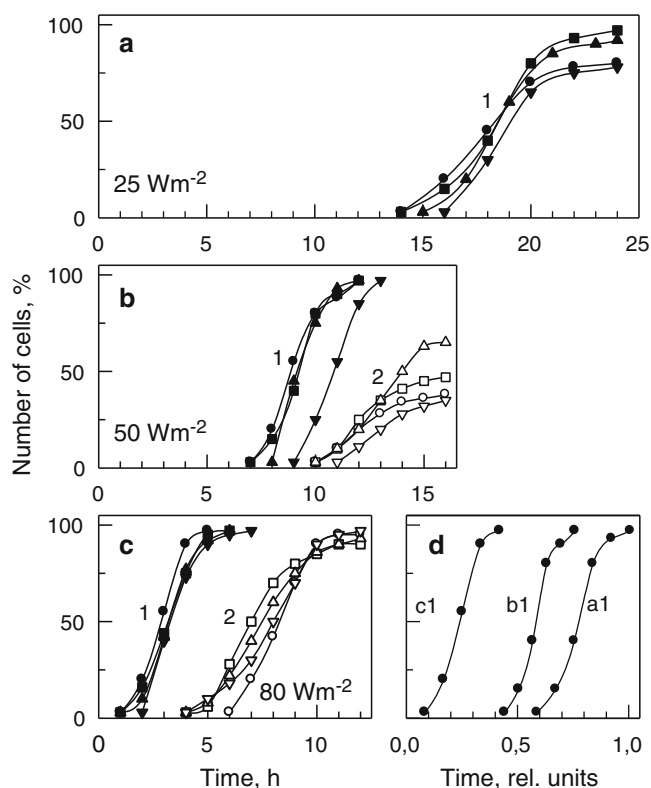 100
a
50
1
25 Wm-2
0
0 5 10 15 20 25
Number of cells, %
100
b
50
1
2
50 Wm-2
0
0 5 10 15
100
c
d
50
1
2
c1
b1
a1
80 Wm-2
0
0 5 10
0,0 0,5 1,0
Time, h
Time, rel. units